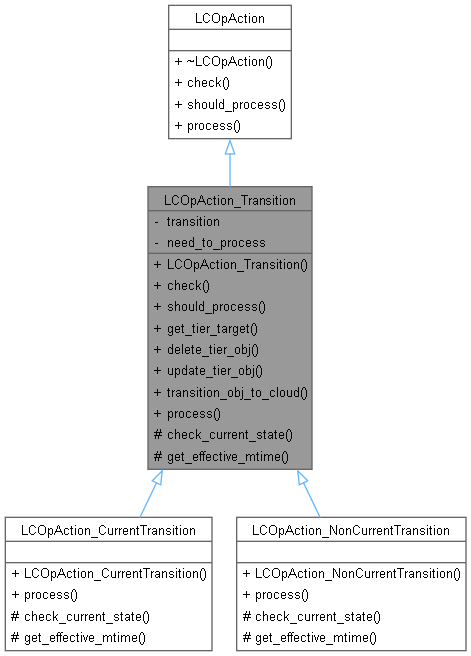 LCOpAction
+ ~LCOpAction()
+ check()
+ should_process()
+ process()
LCOpAction_Transition
- transition
- need_to_process
+ LCOpAction_Transition()
+ check()
+ should_process()
+ get_tier_target()
+ delete_tier_obj()
+ update_tier_obj()
+ transition_obj_to_cloud()
+ process()
# check_current_state()
# get_effective_mtime()
LCOpAction_CurrentTransition
+ LCOpAction_CurrentTransition()
+ process()
# check_current_state()
# get_effective_mtime()
LCOpAction_NonCurrentTransition
+ LCOpAction_NonCurrentTransition()
+ process()
# check_current_state()
# get_effective_mtime()